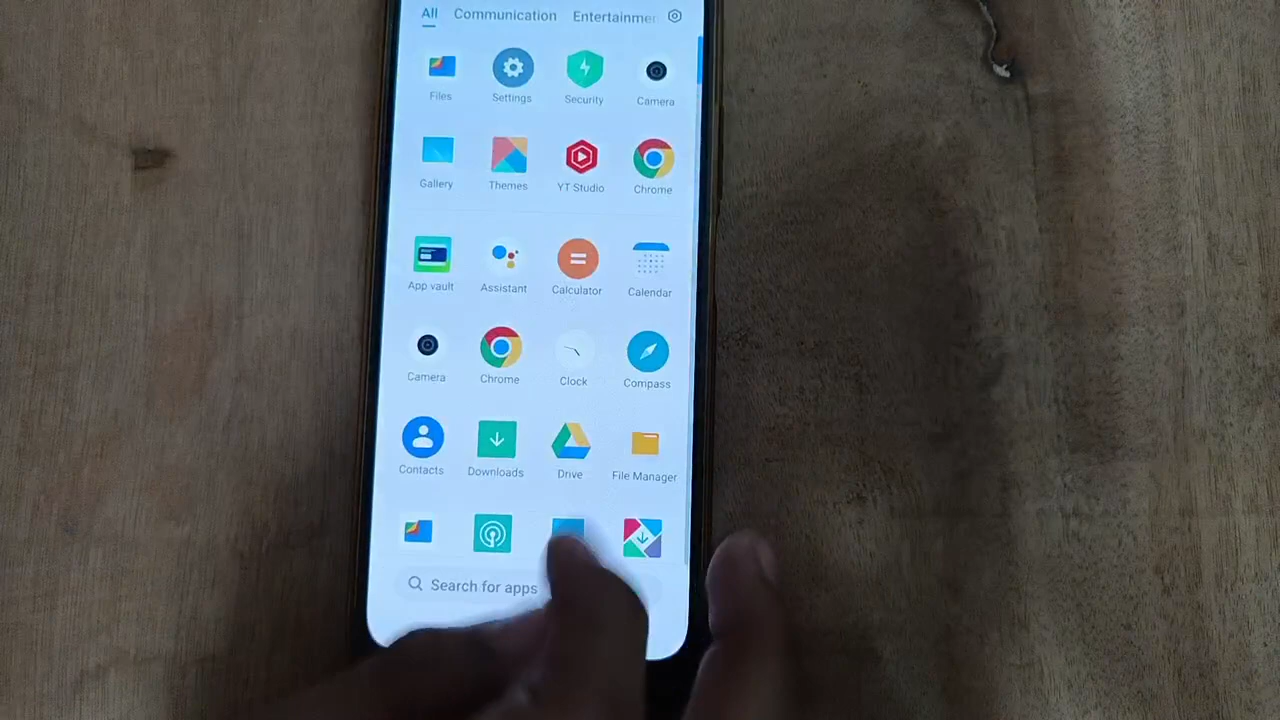 All Communication Entertainme
Files Settings Security Camera
Gallery Themes YT Studio Chrome
App vault Assistant Calculator Calendar
Camera Chrome Clock Compass
Contacts Downloads Drive File Manager
Search for apps